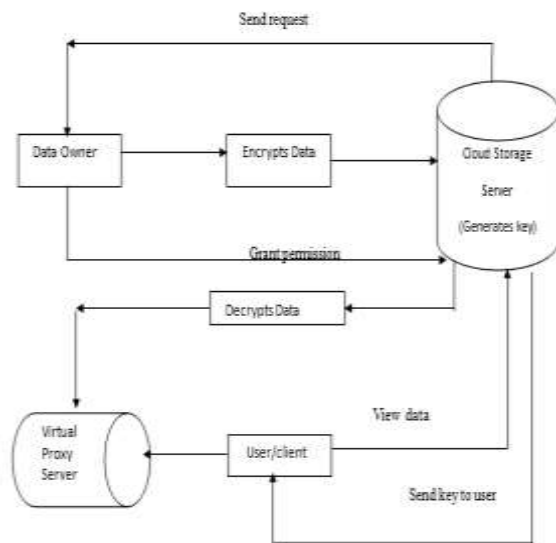 Send request
Data Owner
Encrypts Data
Cloud Storage
Server
(Generates key)
Grant permission
Decrypts Data
View data
Virtual
Proxy
Server
User/client
Send key to user